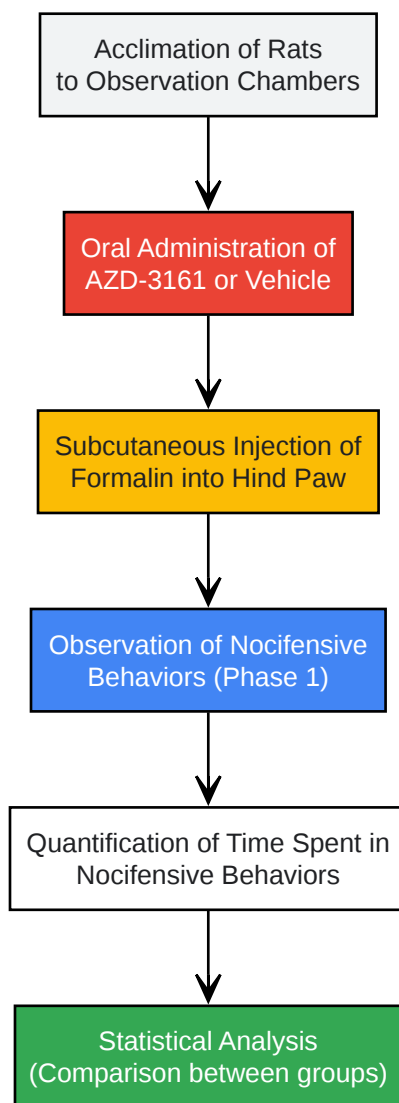 Acclimation of Rats
to Observation Chambers
Oral Administration of
AZD-3161 or Vehicle
Subcutaneous Injection of
Formalin into Hind Paw
Observation of Nocifensive
Behaviors (Phase 1)
Quantification of Time Spent in
Nocifensive Behaviors
Statistical Analysis
(Comparison between groups)